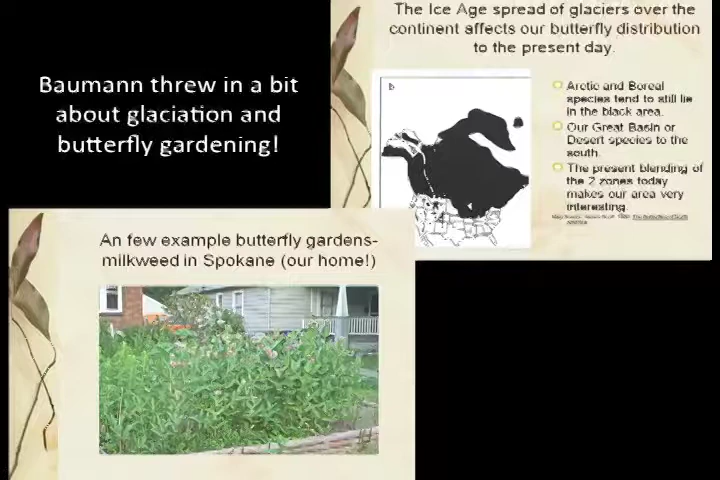 Baumann threw in a bit
about glaciation and
butterfly gardening!
The Ice Age spread of glaciers over the
continent affects our butterfly distribution
to the present day.
b
Arctic and Boreal
species tend to still lie
in the black area.
Our Great Basin or
Desert species to the
south.
The present blending of
the 2 zones today
makes our area very
interesting.
An few example butterfly gardens-
milkweed in Spokane (our home!)